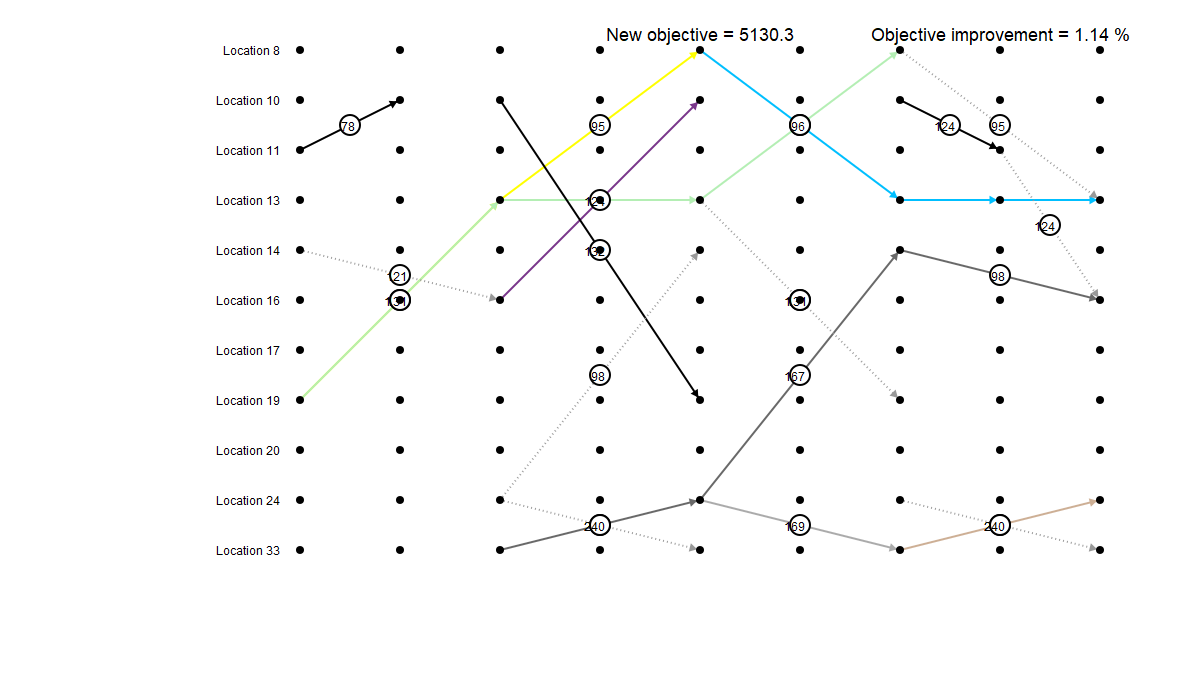 New objective = 5130.3
Objective improvement = 1.14 %
Location 8
Location 10
78
95
96
124
95
Location 11
Location 13
124
Location 14
132
124
121
98
Location 16
131
131
Location 17
98
167
Location 19
Location 20
Location 24
240
169
240
Location 33